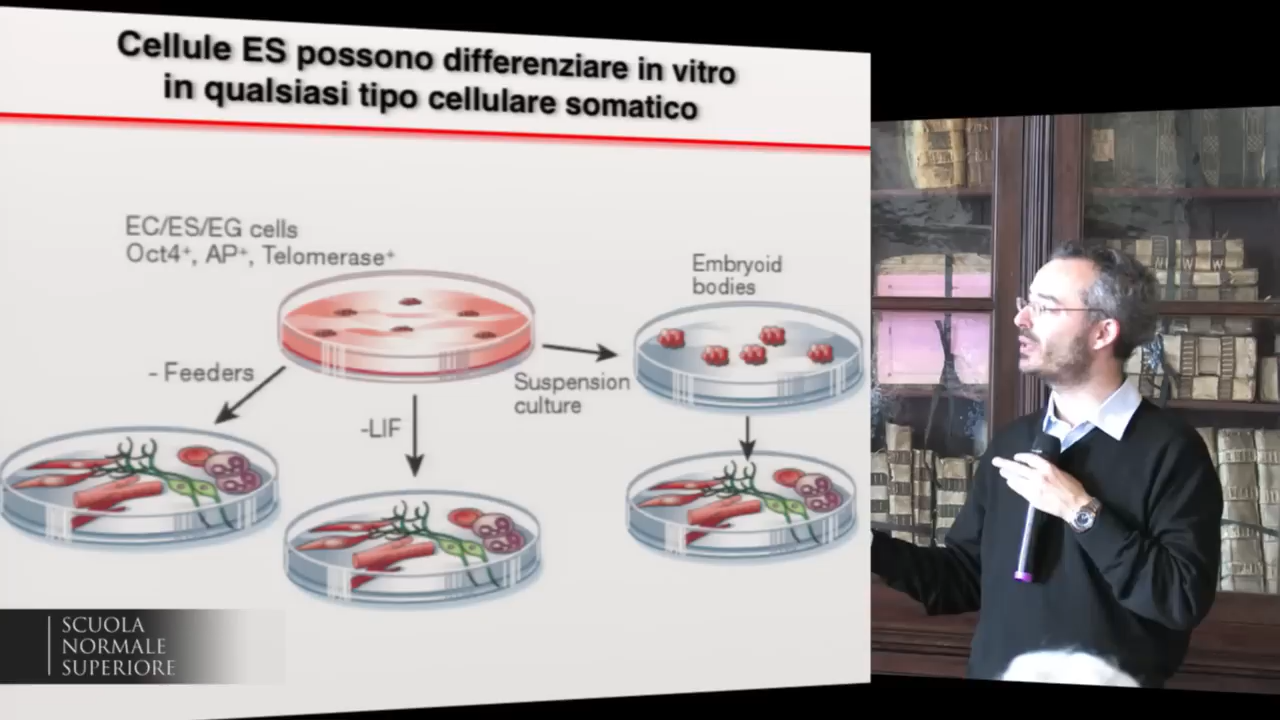 Cellule ES possono differenziare in vitro
in qualsiasi tipo cellulare somatico
EC/ES/EG cells
Oct4⁺, AP⁺, Telomerase⁺
Embryoid
bodies
- Feeders
-LIF
Suspension
culture
SCUOLA
NORMALE
SUPERIORE